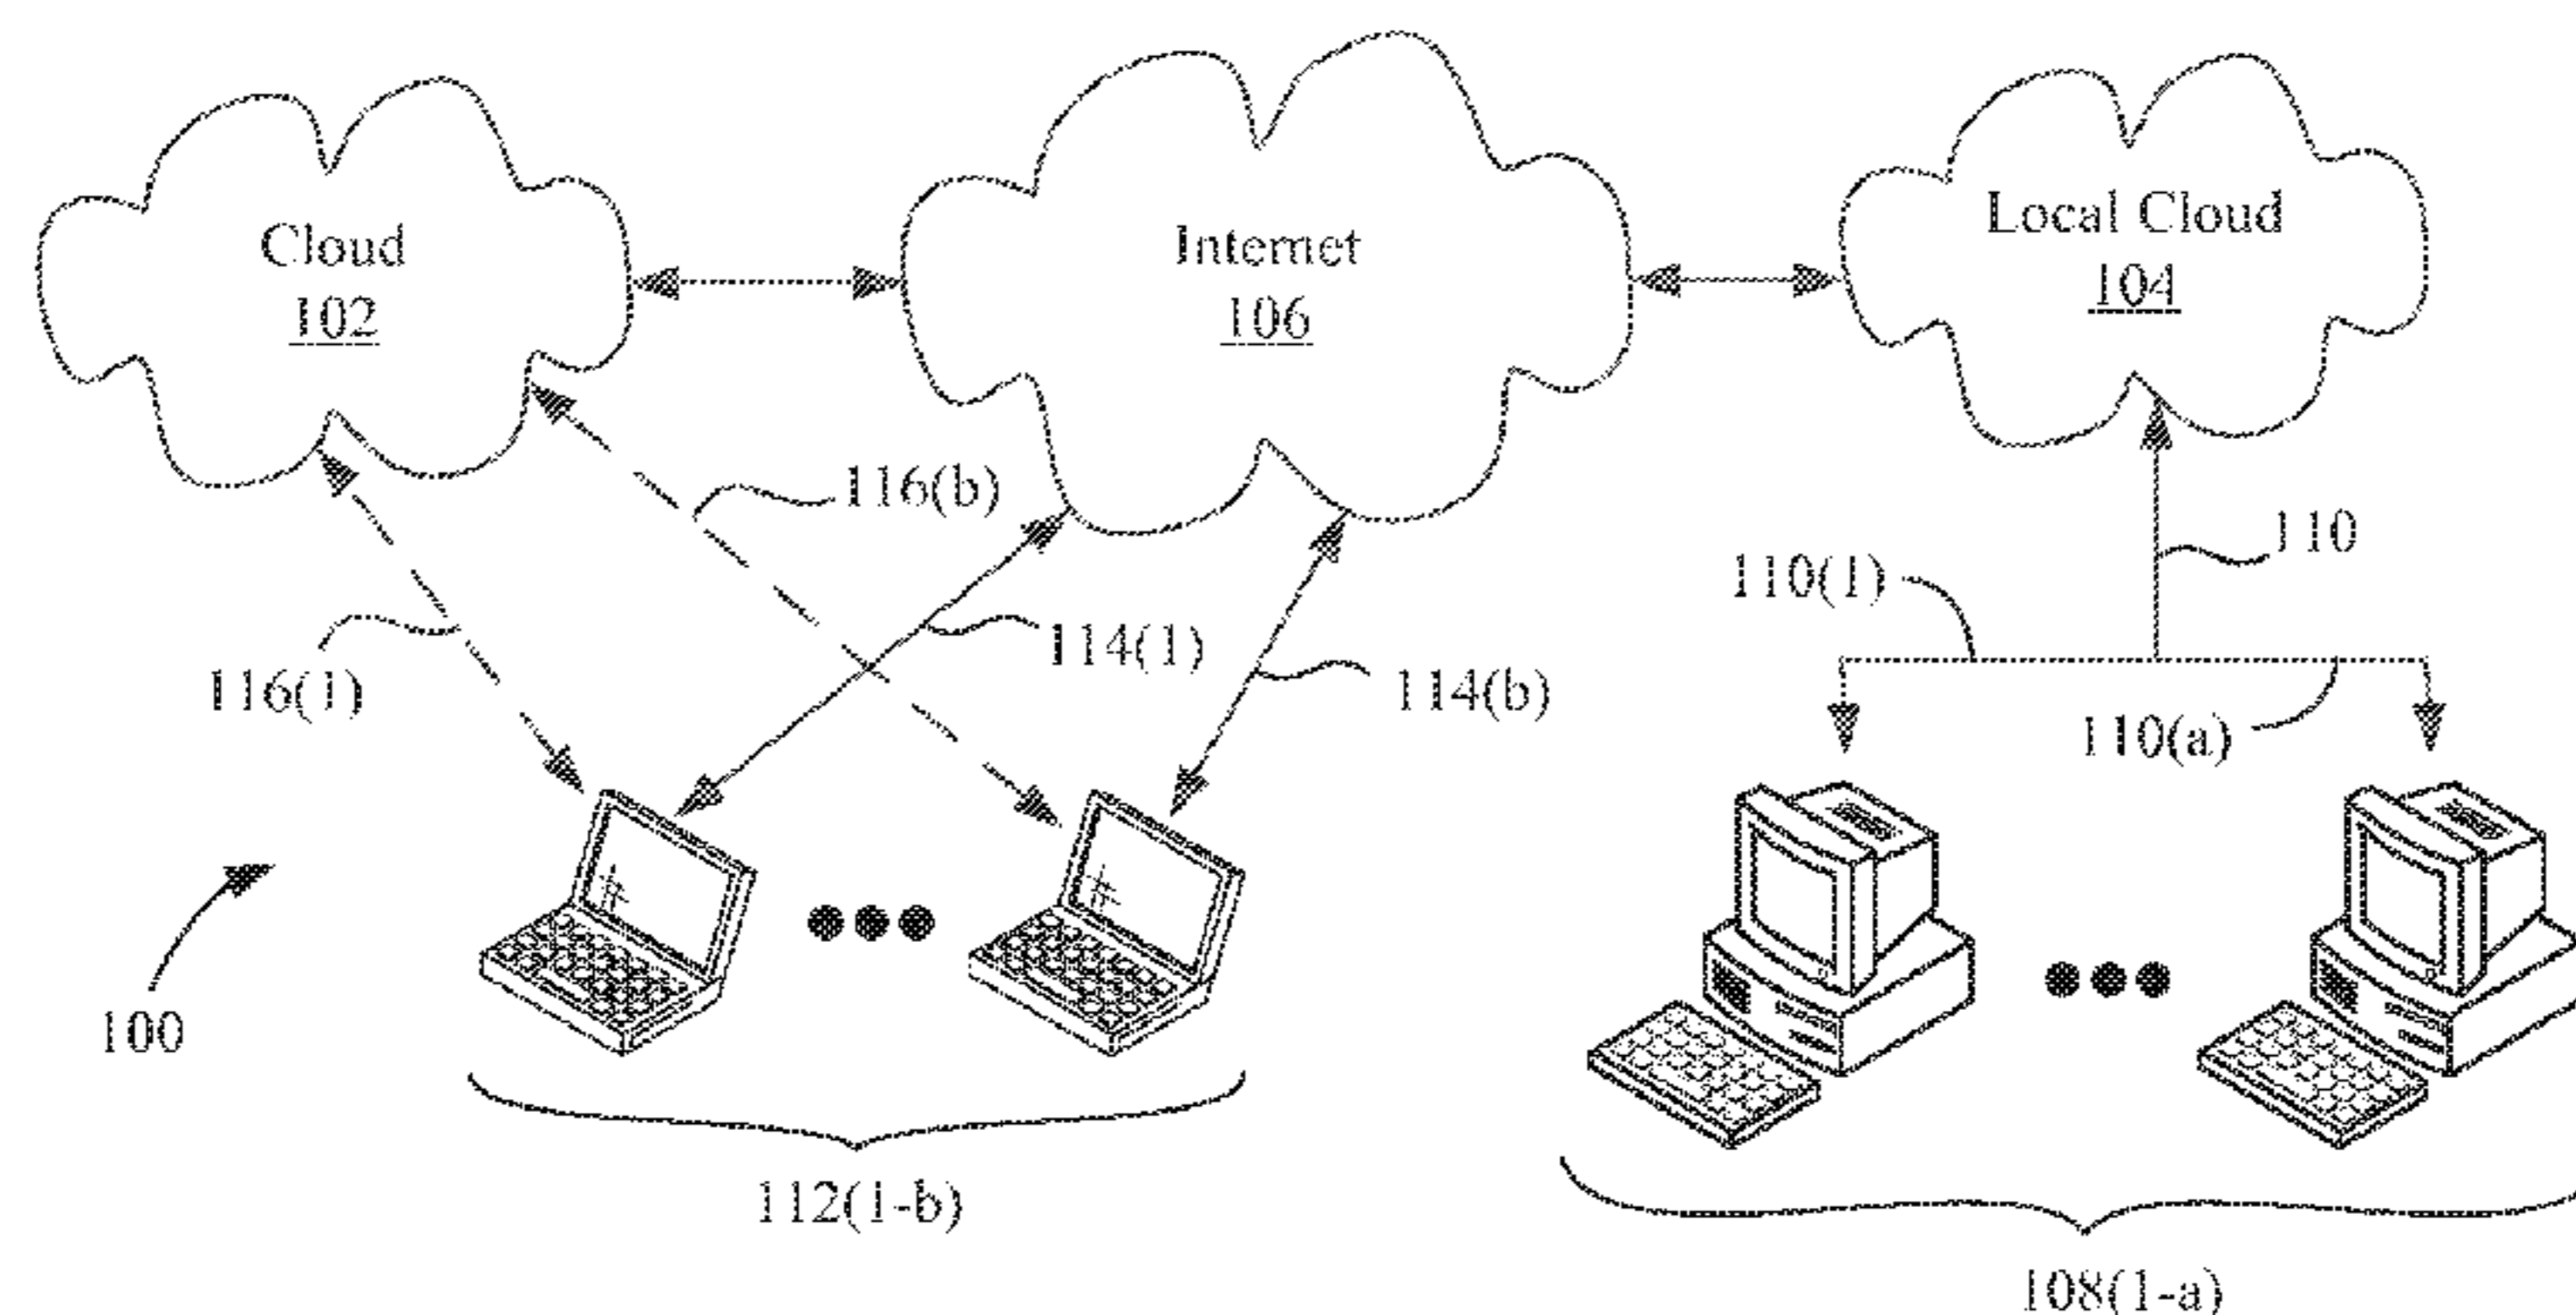 Cloud
102
Internet
106
Local Cloud
104
116(b)
110
110(1)
114(1)
116(1)
114(b)
110(a)
100
112(1-b)
108(1-a)